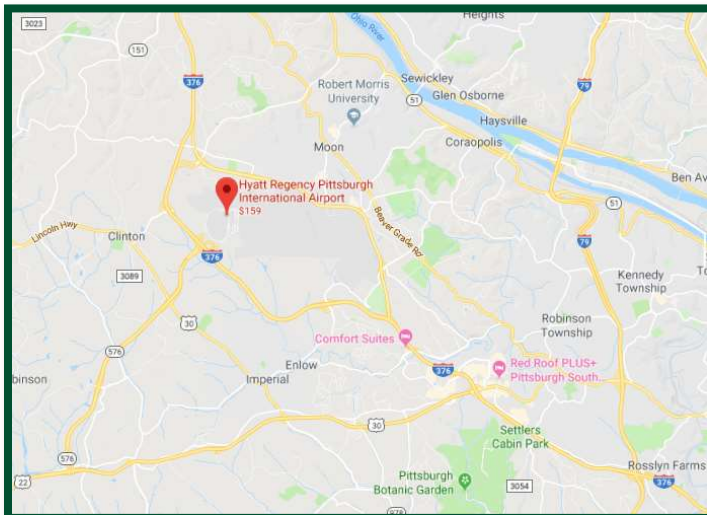 3023
Heights
Ohio River
151
376
Sewickley
79
Robert Morris
University
51
Glen Osborne
Haysville
Moon
Coraopolis
Ben Av
Hyatt Regency Pittsburgh
International Airport
$159
51
Lincoln Hwy
Clinton
Beaver Grade Rd
79
376
3089
Kennedy
Township
To
30
Robinson
Township
576
Comfort Suites
Enlow
376
Red Roof PLUS+
Pittsburgh South
binson
Imperial
30
Settlers
Cabin Park
576
Rosslyn Farms
22
Pittsburgh
Botanic Garden
3054
376
978